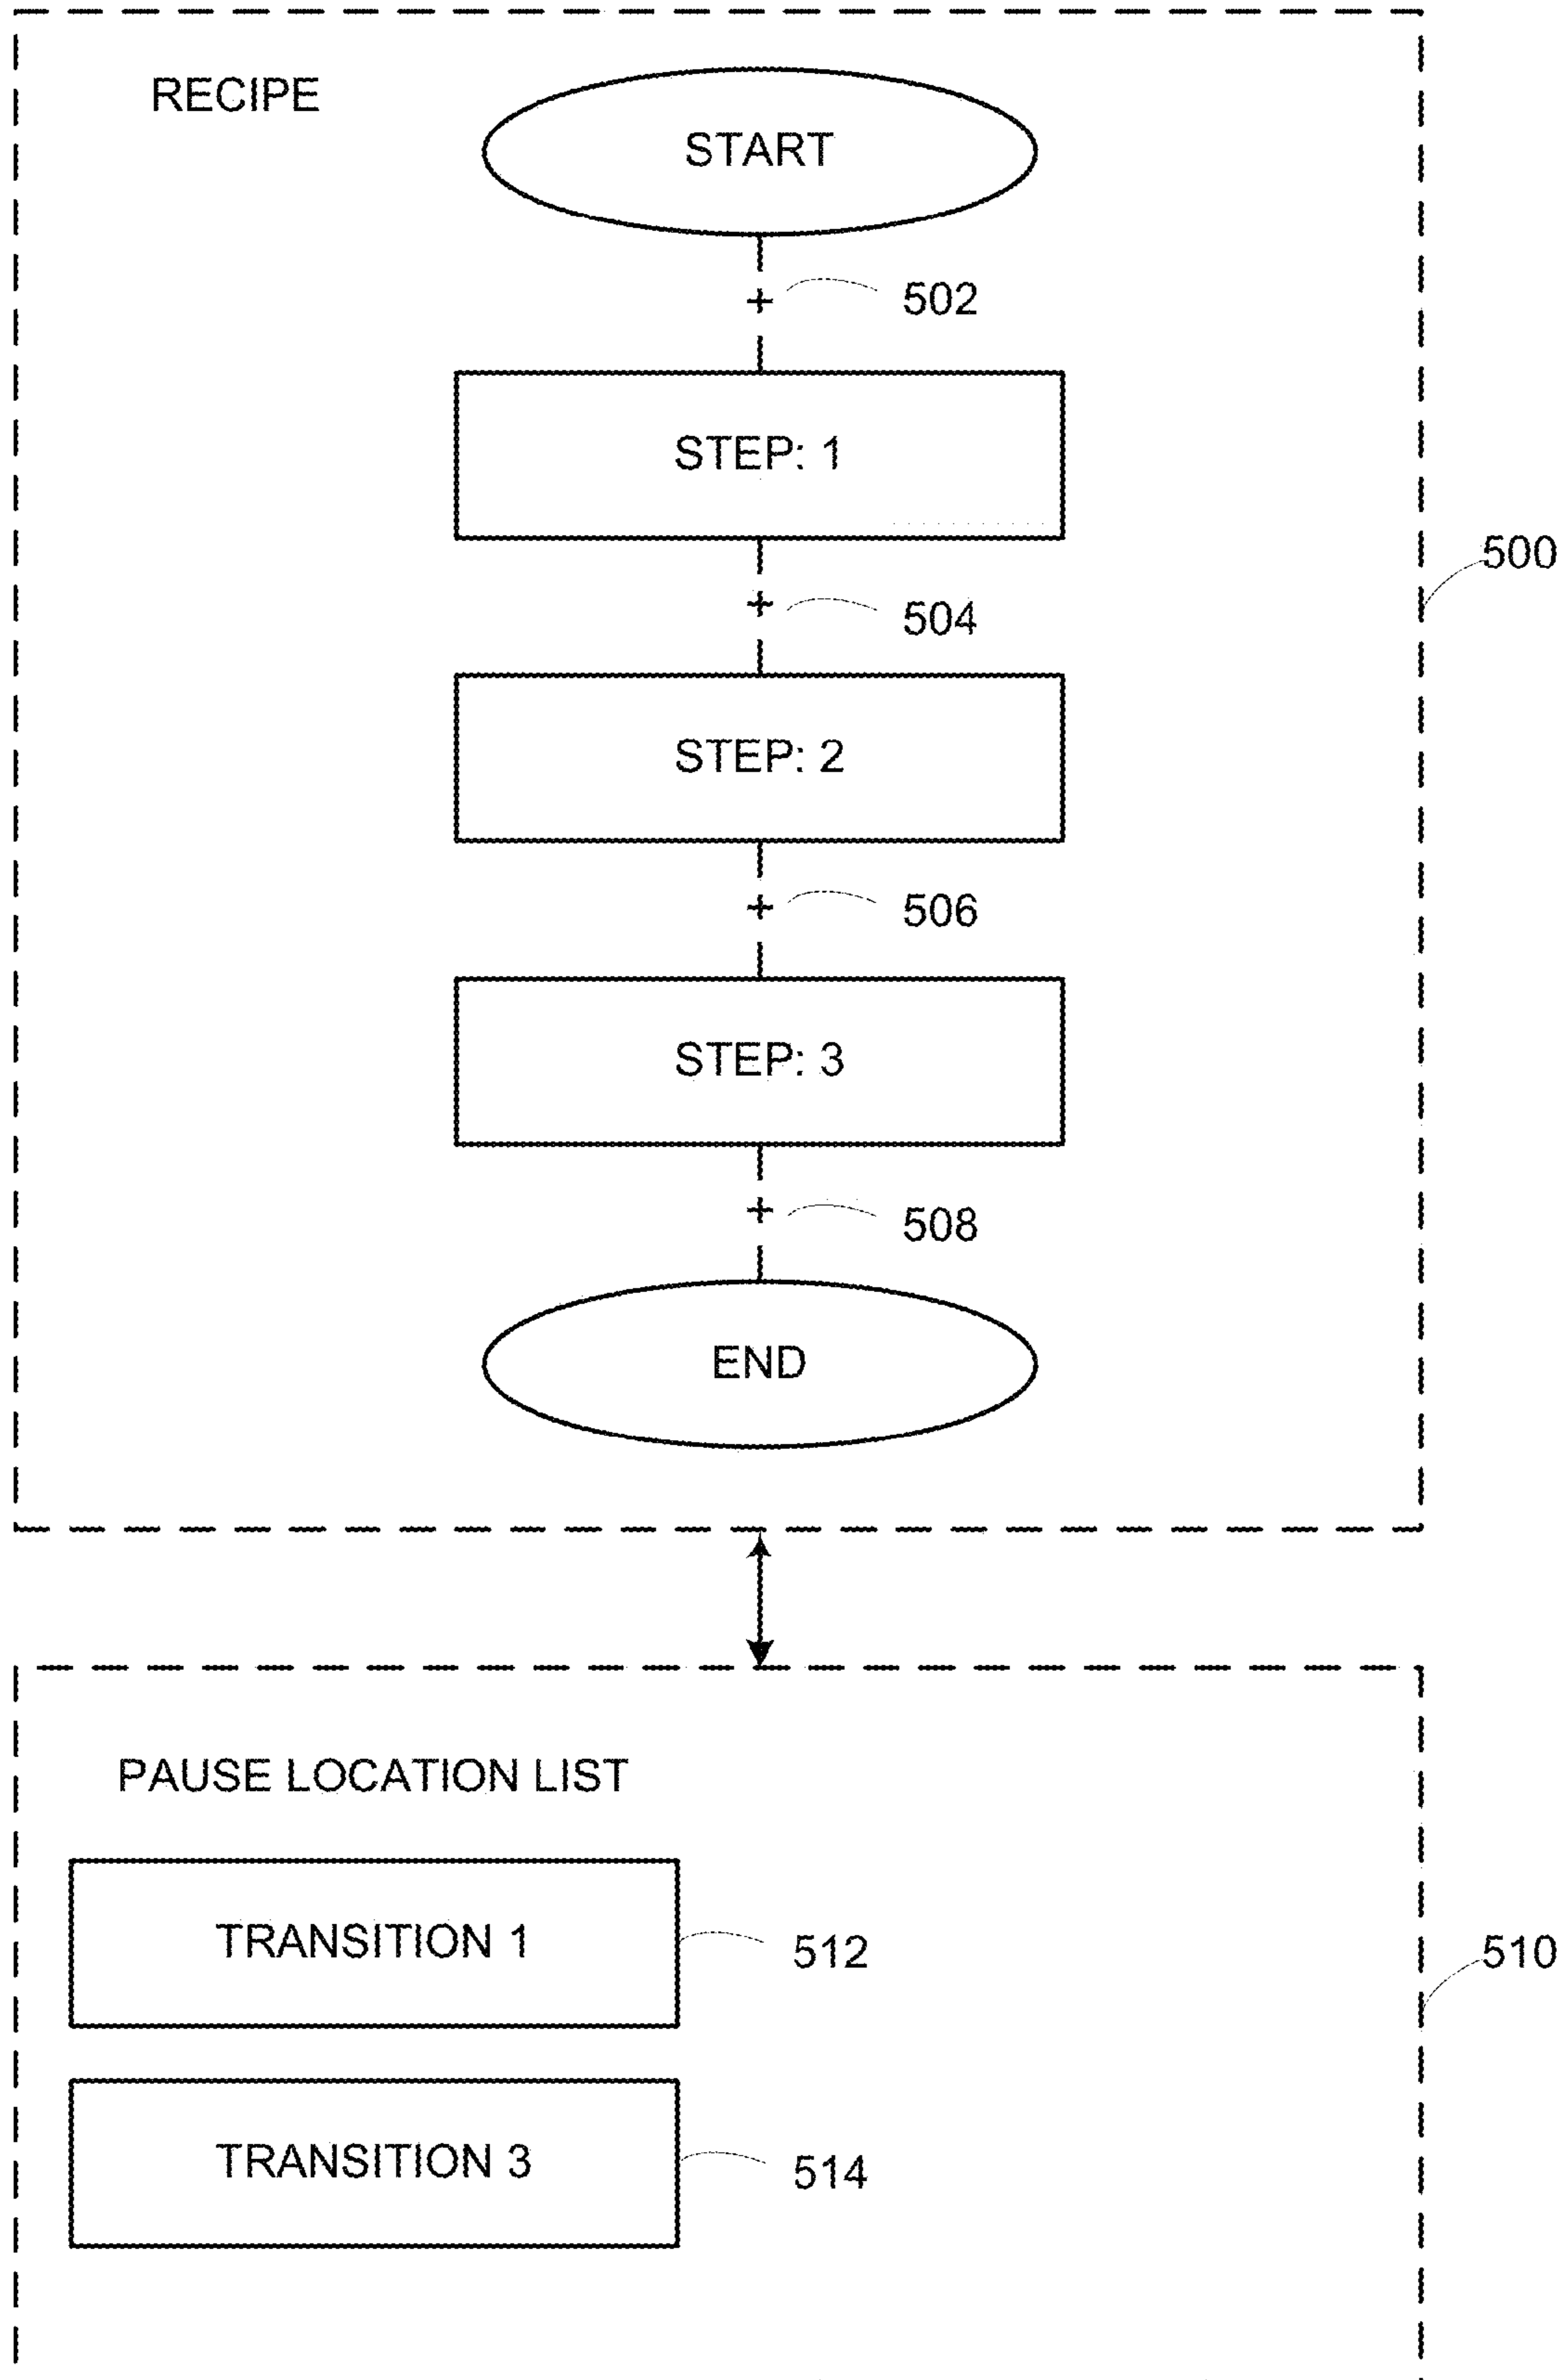 RECIPE
START
502
STEP: 1
500
504
STEP: 2
506
STEP: 3
508
END
PAUSE LOCATION LIST
TRANSITION 1
512
510
TRANSITION 3
514